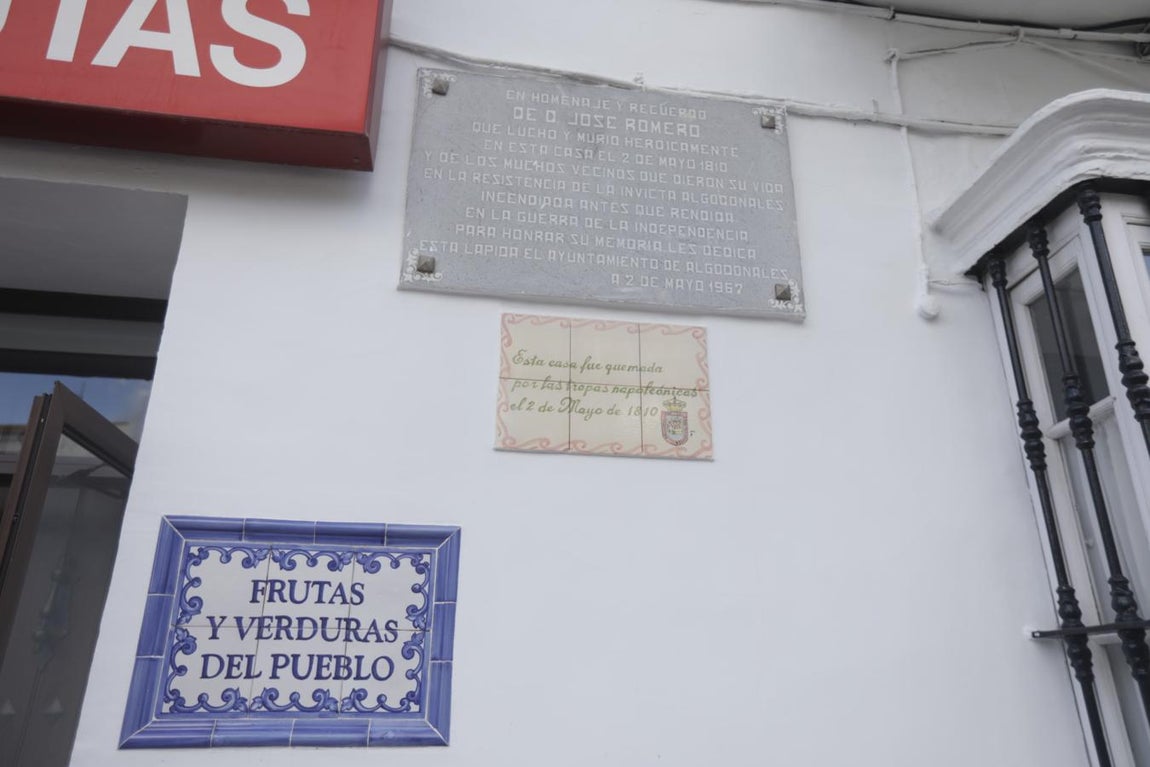 UTAS
EN HOMENAJE Y RECUERDO
DE D. JOSE ROMERO
QUE LUCHO Y MURIO HEROICAMENTE
EN ESTA CASA EL 2 DE MAYO 1810
Y DE LOS MUCHOS VECINOS QUE DIERON SU VIDA
EN LA RESISTENCIA DE LA INVICTA ALGODONALES
INCENDIADA ANTES QUE RENDIDA
EN LA GUERRA DE LA INDEPENDENCIA
PARA HONRAR SU MEMORIA LES DEDICA
ESTA LAPIDA EL AYUNTAMIENTO DE ALGODONALES
A 2 DE MAYO 1967
Esta casa fue quemada
por las tropas napoleónicas
el 2 de Mayo de 1810
FRUTAS
Y VERDURAS
DEL PUEBLO